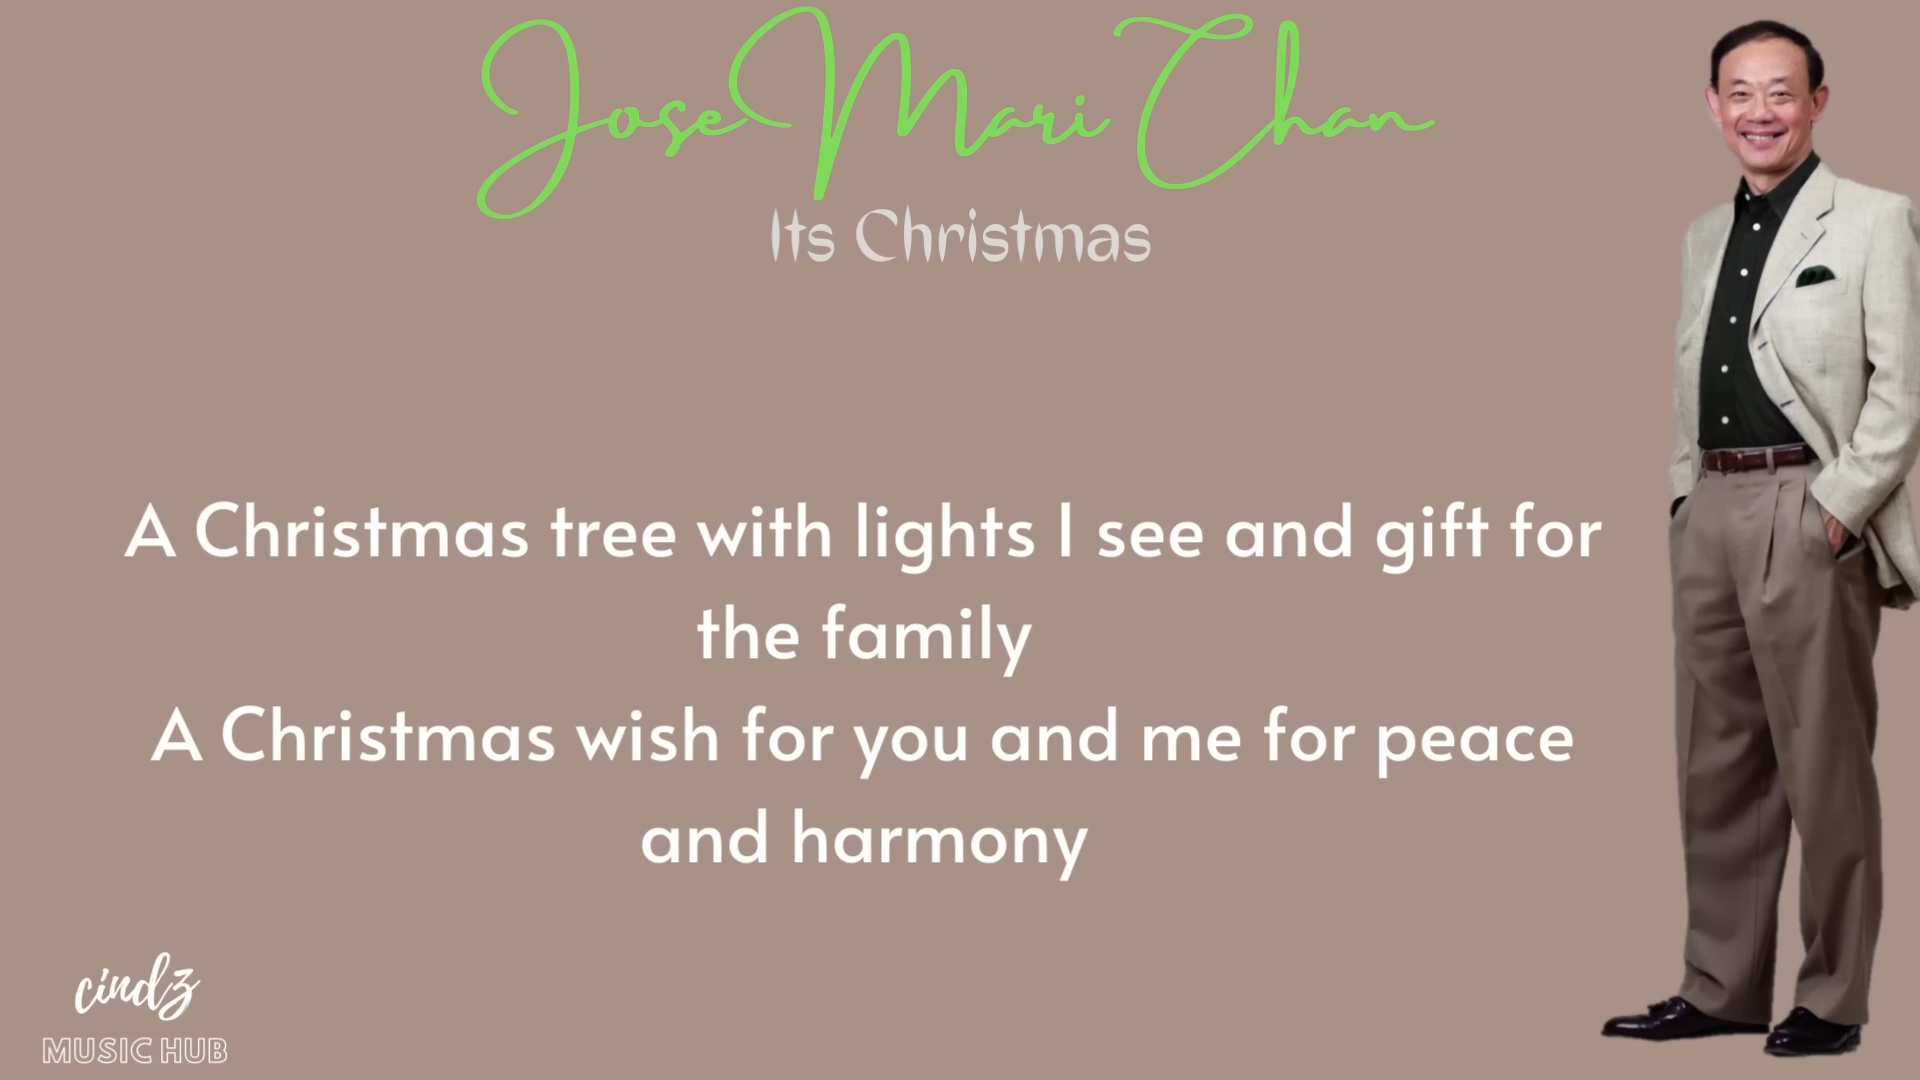 Jose Mari Chan
Its Christmas
A Christmas tree with lights I see and gift for
the family
A Christmas wish for you and me for peace
and harmony
cindz
MUSIC HUB